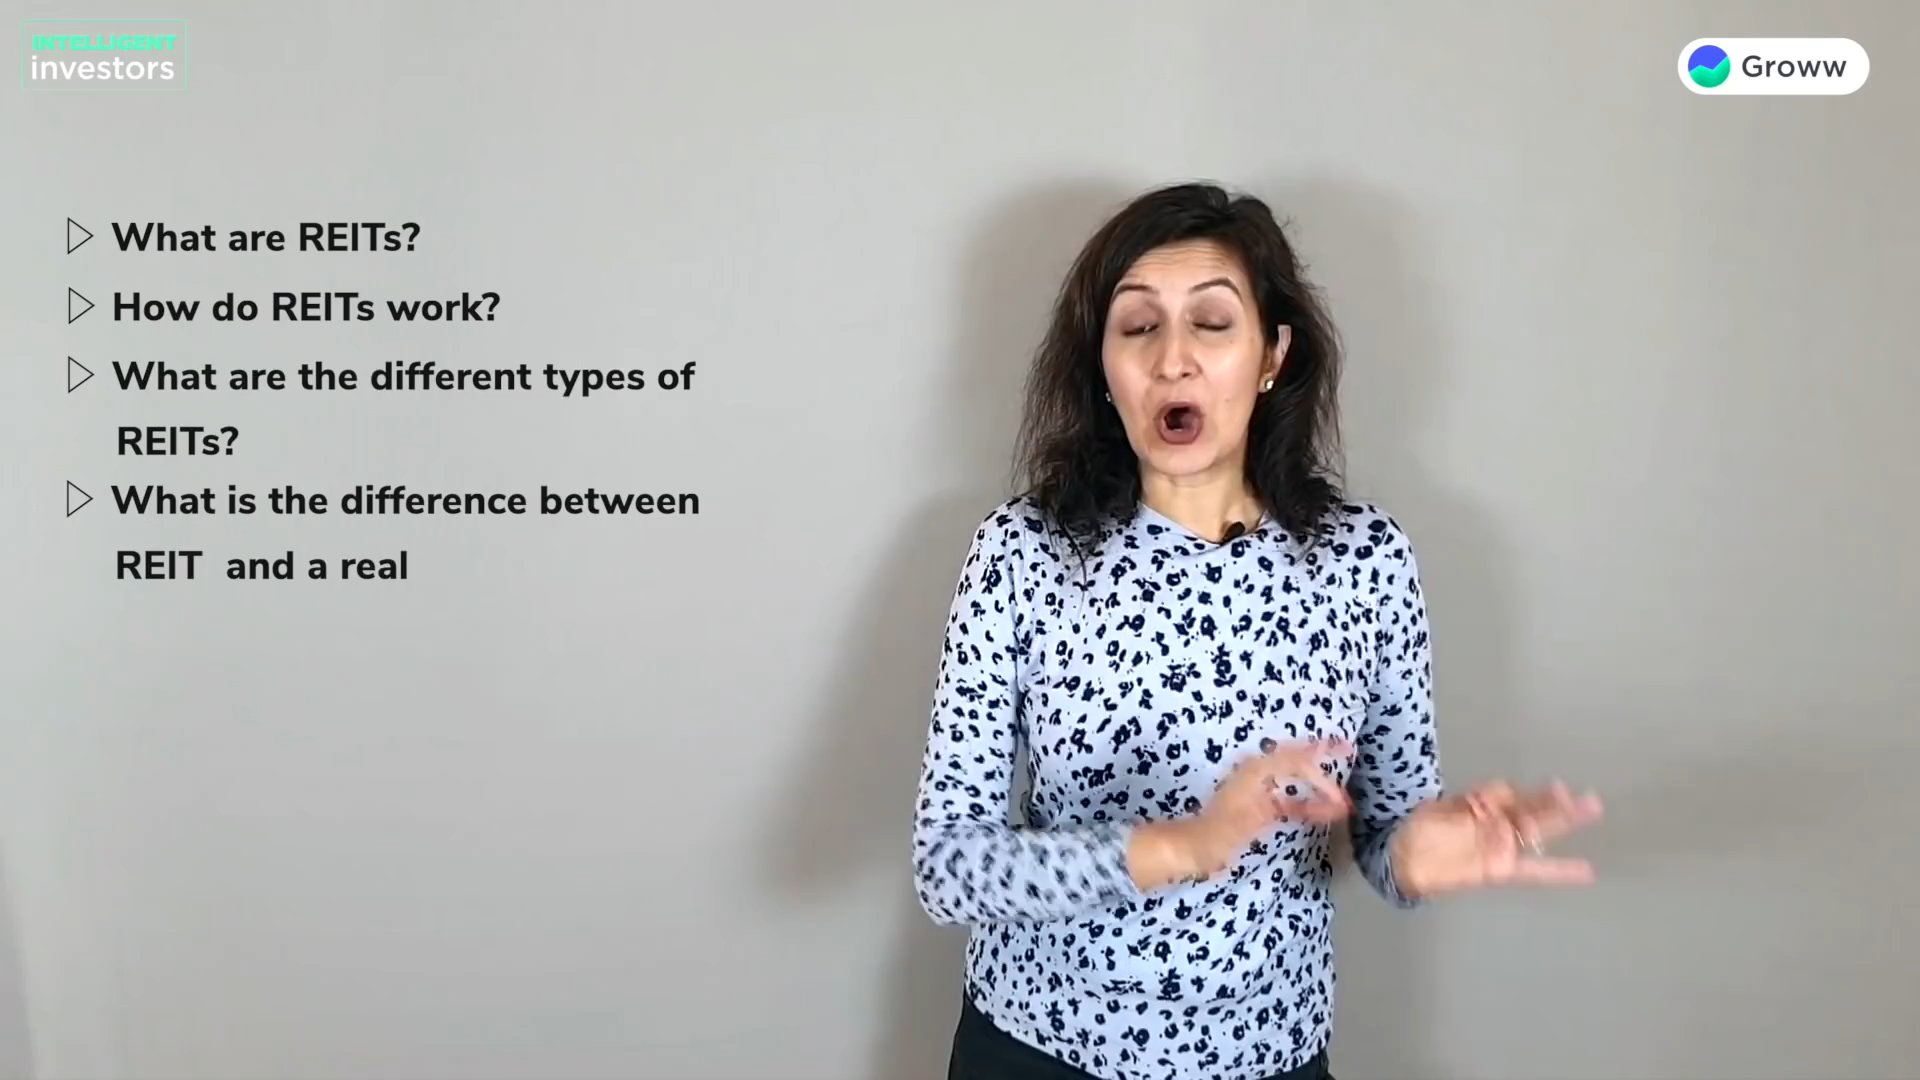 INTELLIGENT
investors
Groww
What are REITs?
How do REITs work?
What are the different types of
REITs?
What is the difference between
REIT and a real